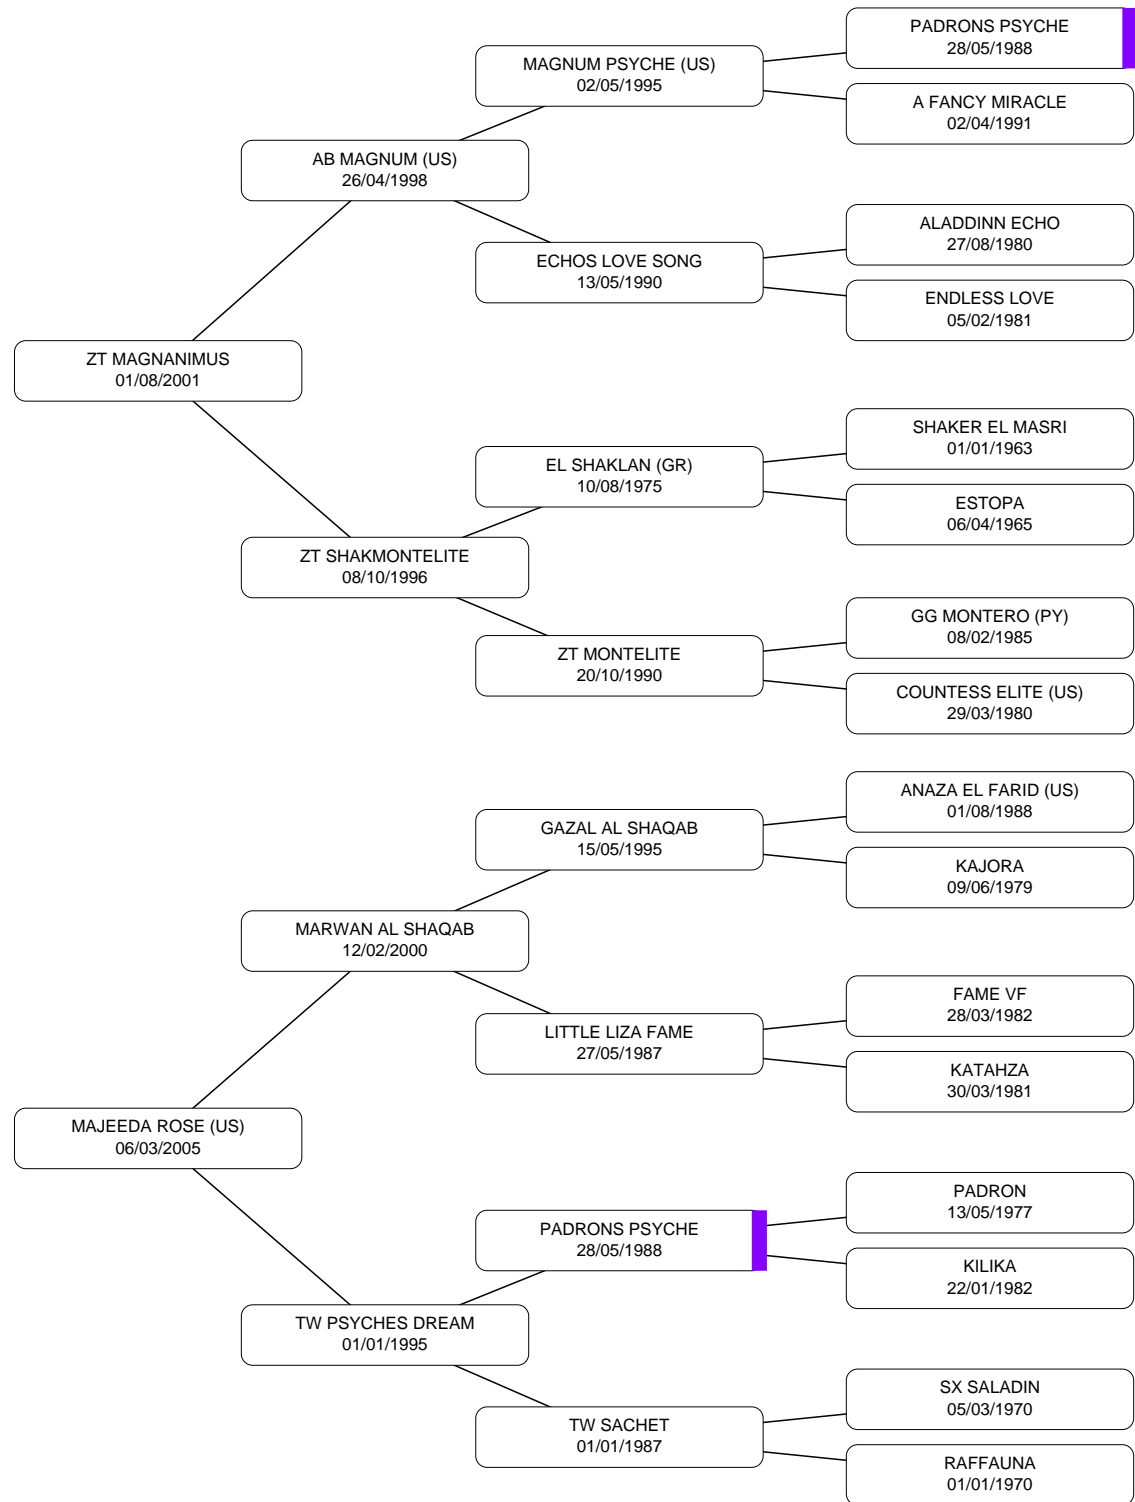 PADRONS PSYCHE
28/05/1988
MAGNUM PSYCHE (US)
02/05/1995
A FANCY MIRACLE
02/04/1991
AB MAGNUM (US)
26/04/1998
ALADDINN ECHO
27/08/1980
ECHOS LOVE SONG
13/05/1990
ENDLESS LOVE
05/02/1981
ZT MAGNANIMUS
01/08/2001
SHAKER EL MASRI
01/01/1963
EL SHAKLAN (GR)
10/08/1975
ESTOPA
06/04/1965
ZT SHAKMONTELITE
08/10/1996
GG MONTERO (PY)
08/02/1985
ZT MONTELITE
20/10/1990
COUNTESS ELITE (US)
29/03/1980
ANAZA EL FARID (US)
01/08/1988
GAZAL AL SHAQAB
15/05/1995
KAJORA
09/06/1979
MARWAN AL SHAQAB
12/02/2000
FAME VF
28/03/1982
LITTLE LIZA FAME
27/05/1987
KATAHZA
30/03/1981
MAJEEDA ROSE (US)
06/03/2005
PADRON
13/05/1977
PADRONS PSYCHE
28/05/1988
KILIKA
22/01/1982
TW PSYCHES DREAM
01/01/1995
SX SALADIN
05/03/1970
TW SACHET
01/01/1987
RAFFAUNA
01/01/1970